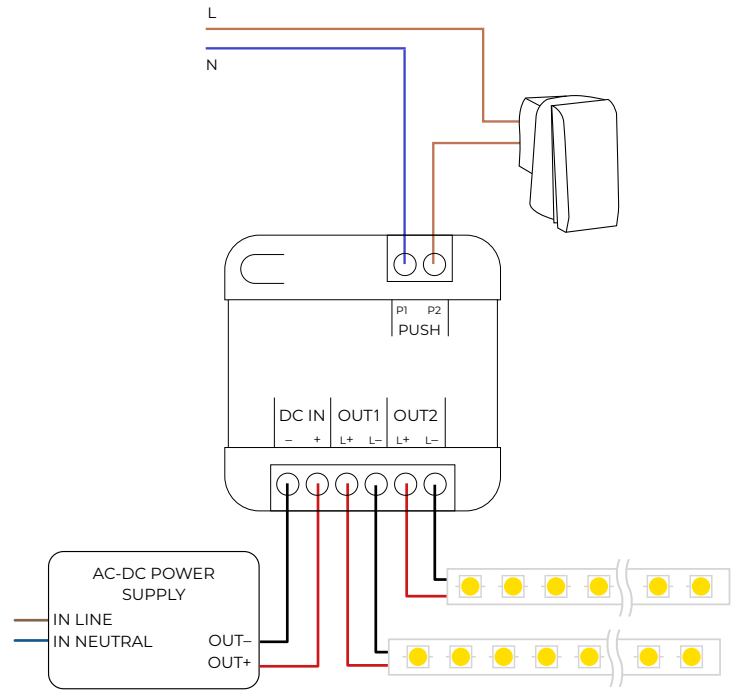 L
N
P1 P2
PUSH
DC IN OUT1 OUT2
– + L+ L– L+ L–
AC-DC POWER
SUPPLY
IN LINE
IN NEUTRAL
OUT–
OUT+